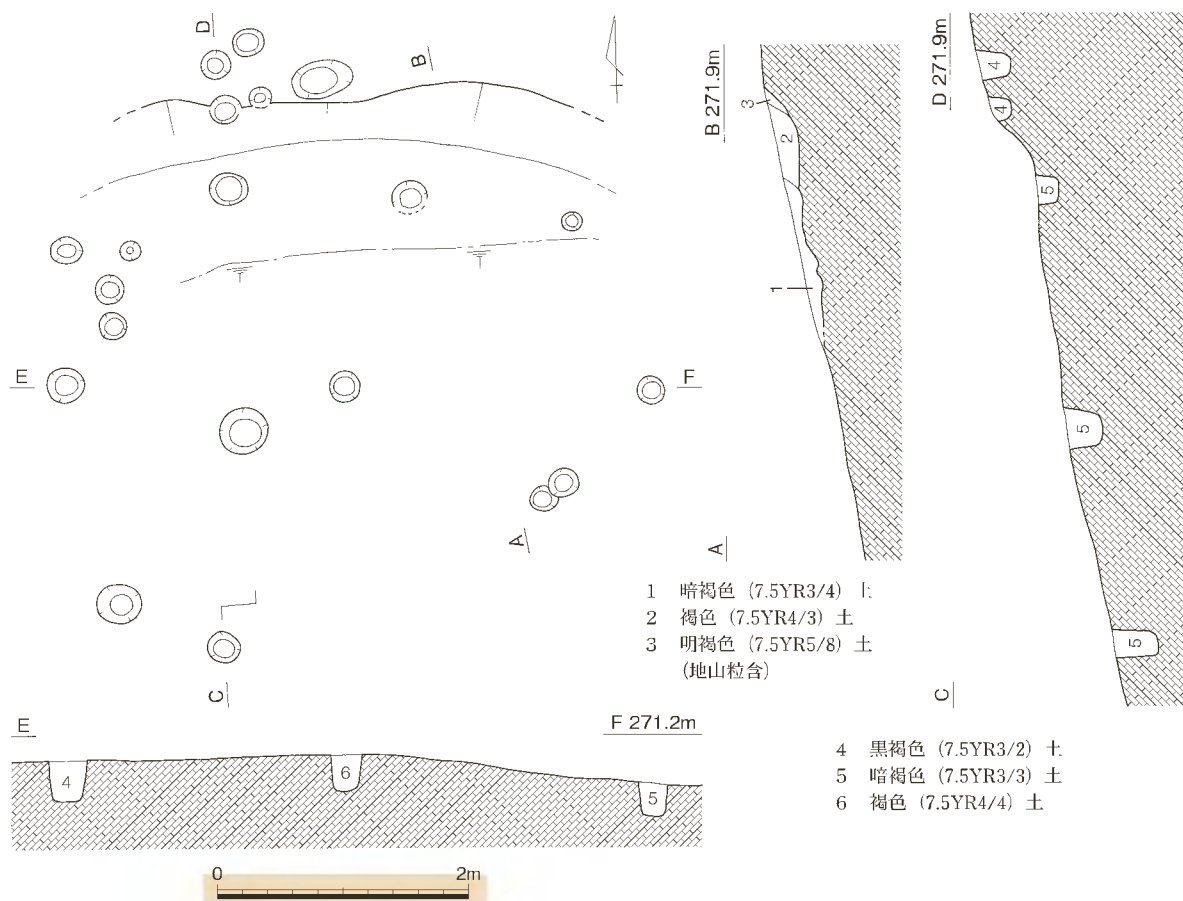 D
B
E
F
A
C
B 271.9m
3
2
1
A
D 271.9m
4
4
5
5
5
C
1 暗褐色 (7.5YR3/4) 土
2 褐色 (7.5YR4/3) 土
3 明褐色 (7.5YR5/8) 土
(地山粒含)
E
F 271.2m
4
6
5
4 黒褐色 (7.5YR3/2) 土
5 暗褐色 (7.5YR3/3) 土
6 褐色 (7.5YR4/4) 土
0 2m